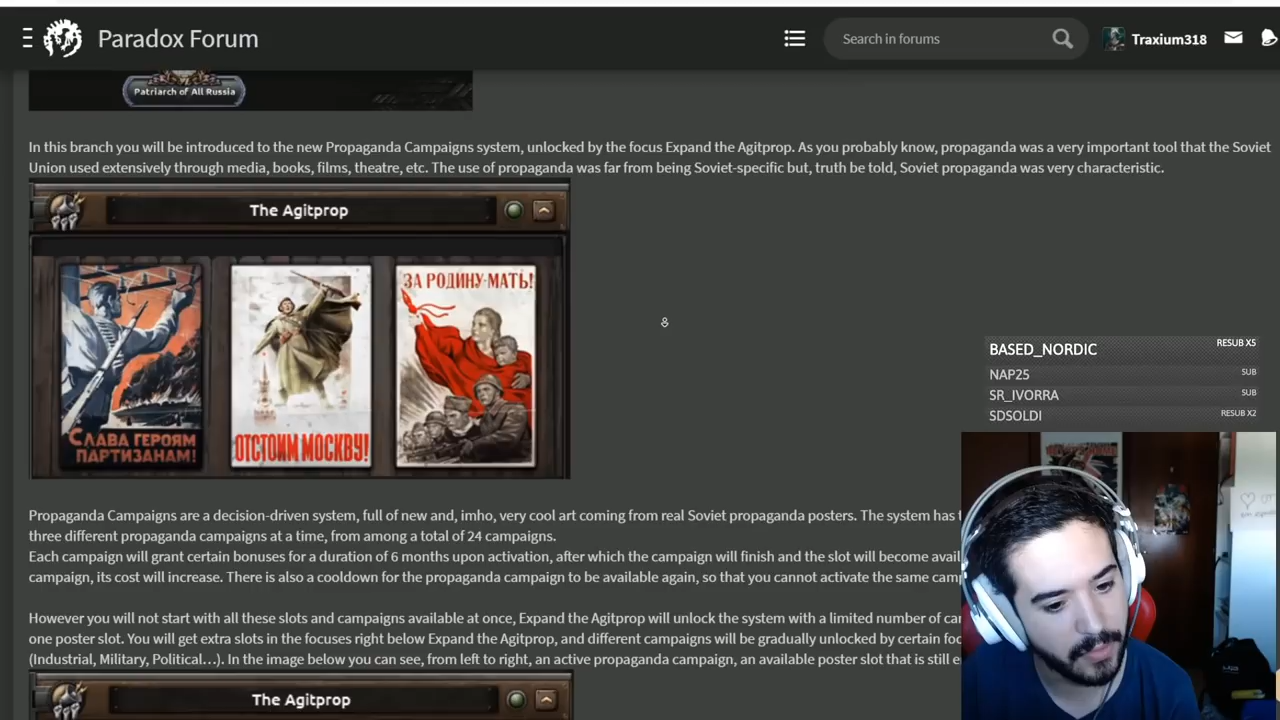 Paradox Forum
Search in forums
Traxium318
Patriarch of All Russia
In this branch you will be introduced to the new Propaganda Campaigns system, unlocked by the focus Expand the Agitprop. As you probably know, propaganda was a very important tool that the Soviet
Union used extensively through media, books, films, theatre, etc. The use of propaganda was far from being Soviet-specific but, truth be told, Soviet propaganda was very characteristic.
The Agitprop
СЛАВА ГЕРОЯМ
ПАРТИЗАНАМ!
ОТСТОИМ МОСКВУ!
ЗА РОДИНУ-МАТЬ!
BASED_NORDIC RESUB X5
NAP25 SUB
SR_IVORRA SUB
SDSOLDI RESUB X2
Propaganda Campaigns are a decision-driven system, full of new and, imho, very cool art coming from real Soviet propaganda posters. The system has
three different propaganda campaigns at a time, from among a total of 24 campaigns.
Each campaign will grant certain bonuses for a duration of 6 months upon activation, after which the campaign will finish and the slot will become avail
campaign, its cost will increase. There is also a cooldown for the propaganda campaign to be available again, so that you cannot activate the same cam
However you will not start with all these slots and campaigns available at once, Expand the Agitprop will unlock the system with a limited number of ca
one poster slot. You will get extra slots in the focuses right below Expand the Agitprop, and different campaigns will be gradually unlocked by certain foc
(Industrial, Military, Political…). In the image below you can see, from left to right, an active propaganda campaign, an available poster slot that is still e
The Agitprop